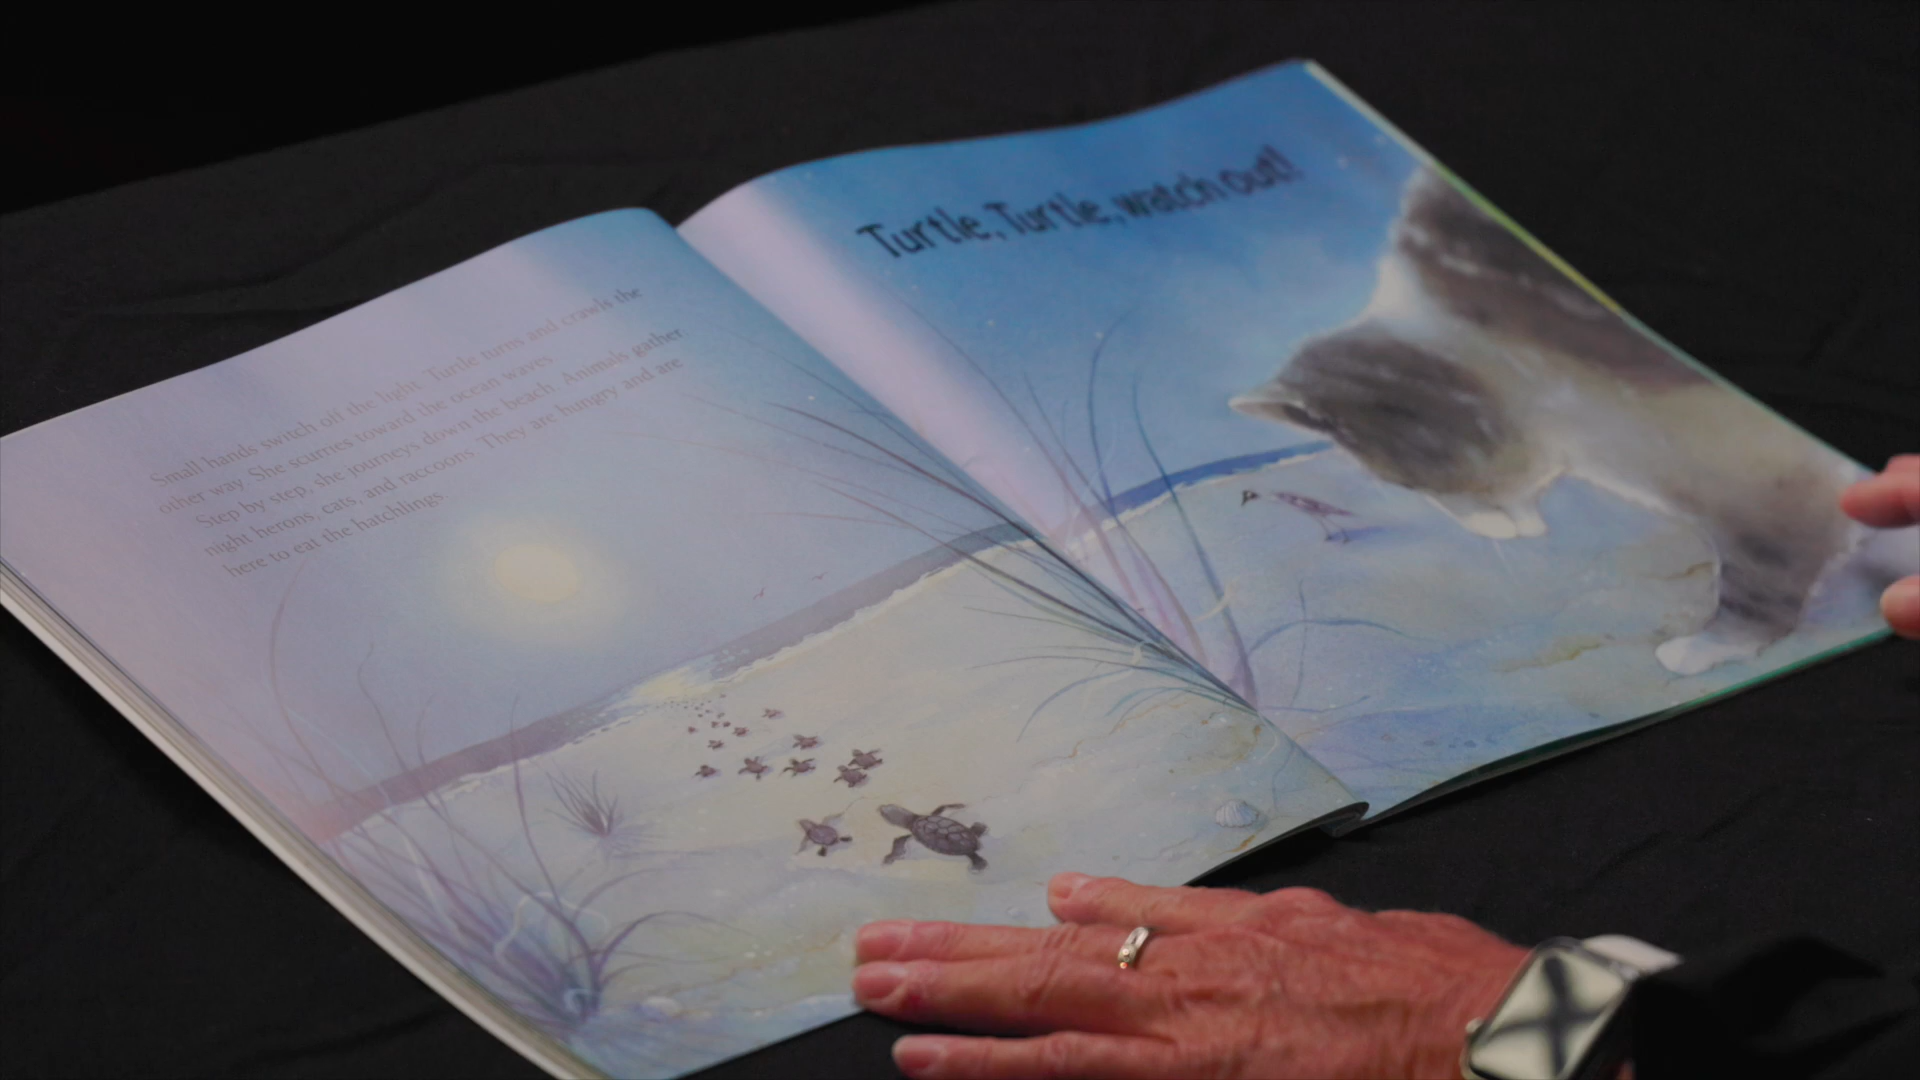 Small hands switch off the light. Turtle turns and crawls the
other way. She scurries toward the ocean waves.
Step by step, she journeys down the beach. Animals gather
night herons, cats, and raccoons. They are hungry and are
here to eat the hatchlings.
Turtle, Turtle, watch out!